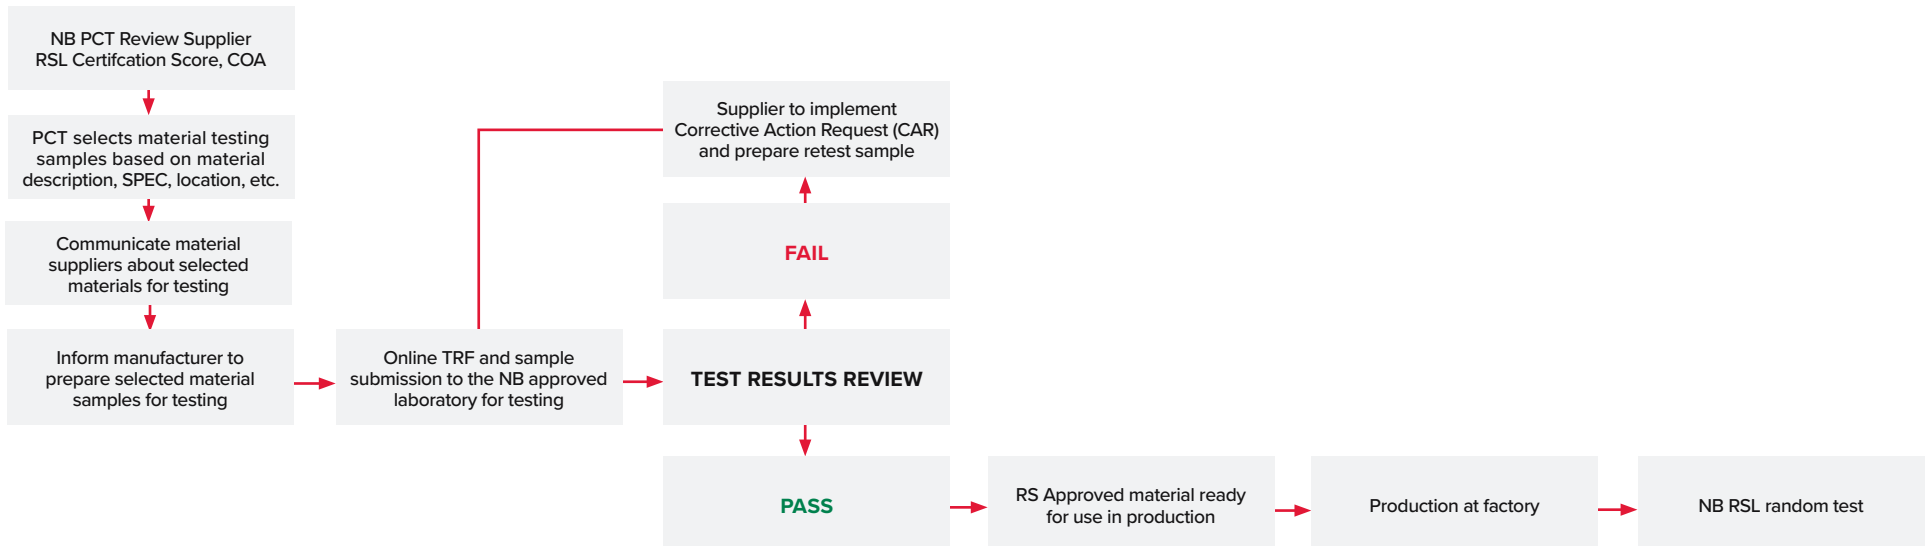 NB PCT Review Supplier
RSL Certifcation Score, COA
PCT selects material testing
samples based on material
description, SPEC, location, etc.
Communicate material
suppliers about selected
materials for testing
Inform manufacturer to
prepare selected material
samples for testing
Online TRF and sample
submission to the NB approved
laboratory for testing
Supplier to implement
Corrective Action Request (CAR)
and prepare retest sample
FAIL
TEST RESULTS REVIEW
PASS
RS Approved material ready
for use in production
Production at factory
NB RSL random test